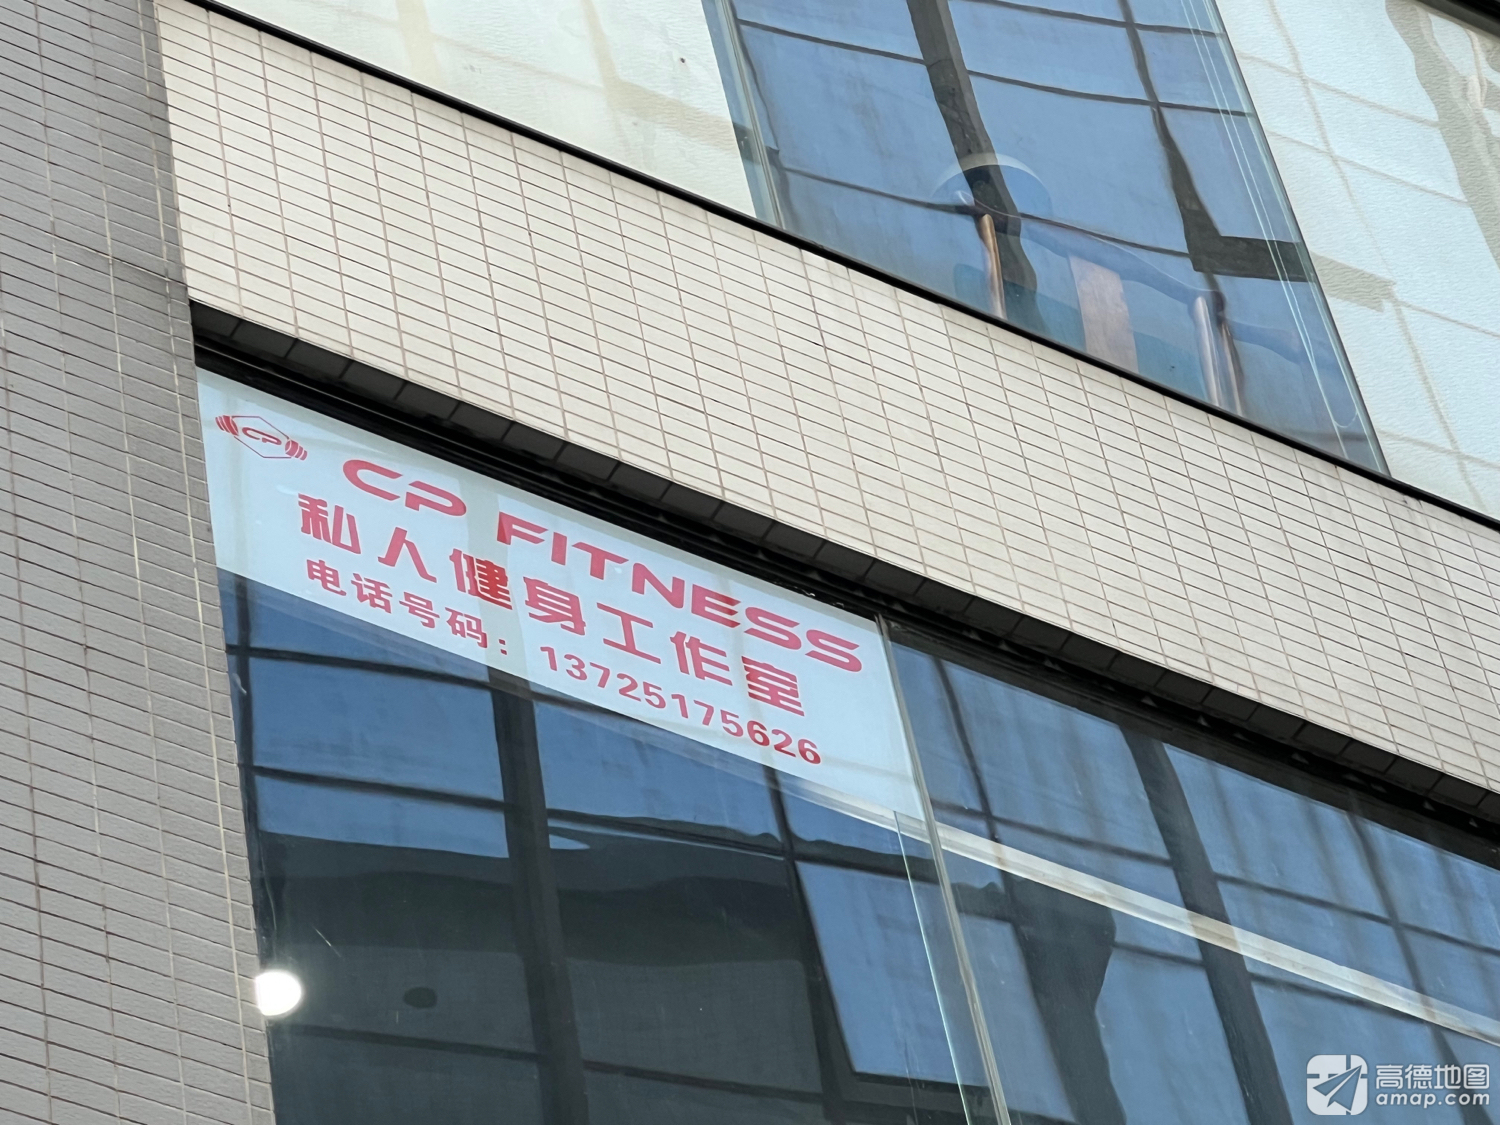 CP
CP FITNESS
私人健身工作室
电话号码：13725175626
高德地图
amap.com